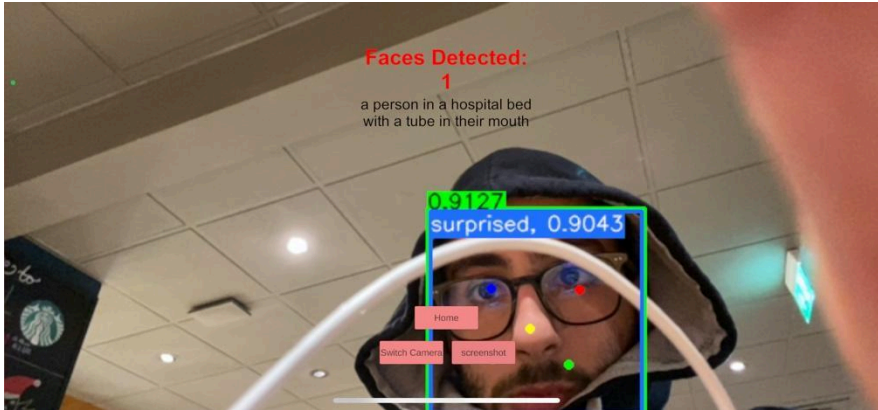 Faces Detected:
1
a person in a hospital bed
with a tube in their mouth
0.9127
surprised, 0.9043
Home
Switch Camera
screenshot